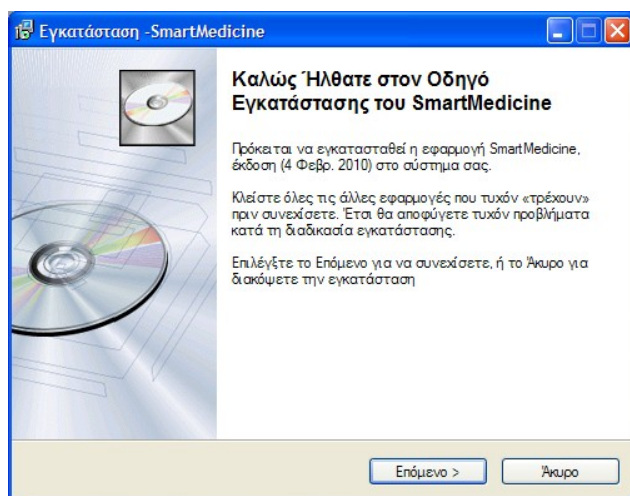 Εγκατάσταση -SmartMedicine
Καλώς Ήλθατε στον Οδηγό
Εγκατάστασης του SmartMedicine
Πρόκειται να εγκατασταθεί η εφαρμογή SmartMedicine,
έκδοση (4 Φεβρ. 2010) στο σύστημα σας.
Κλείστε όλες τις άλλες εφαρμογές που τυχόν «τρέχουν»
πριν συνεχίσετε. Έτσι θα αποφύγετε τυχόν προβλήματα
κατά τη διαδικασία εγκατάστασης.
Επιλέγξτε το Επόμενο για να συνεχίσετε, ή το Άκυρο για
διακόψετε την εγκατάσταση
Επόμενο >
Άκυρο